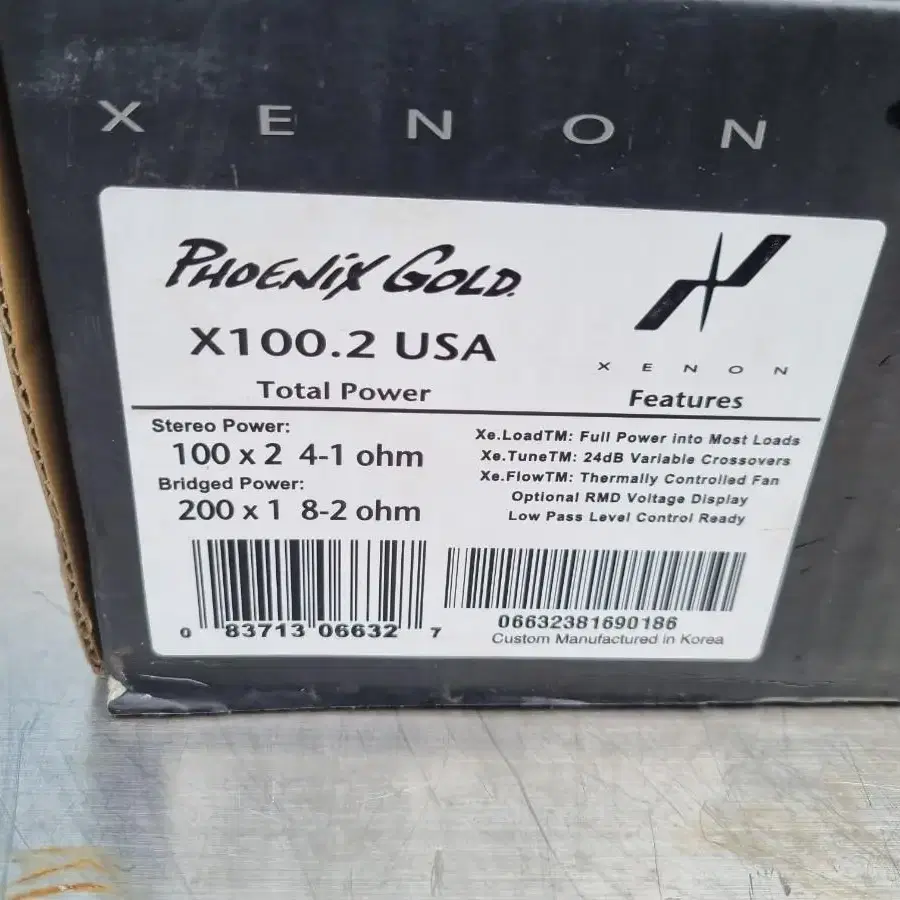 X E N O N
PHOENIX GOLD.
X100.2 USA
X E N O N
Total Power
Features
Stereo Power:
100 x 2 4-1 ohm
Bridged Power:
200 x 1 8-2 ohm
Xe.LoadTM: Full Power into Most Loads
Xe.TuneTM: 24dB Variable Crossovers
Xe.FlowTM: Thermally Controlled Fan
Optional RMD Voltage Display
Low Pass Level Control Ready
0 83713 06632 7
06632381690186
Custom Manufactured in Korea